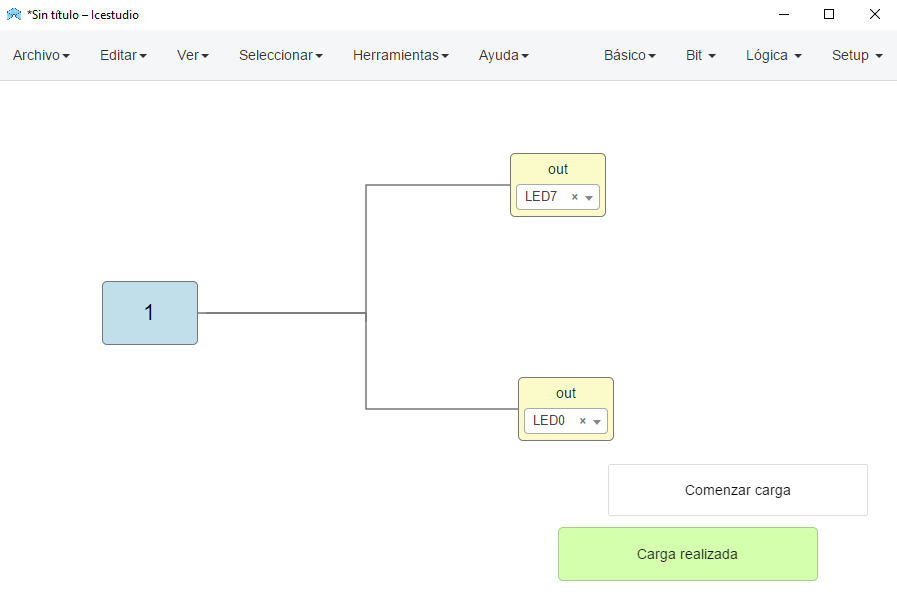 *Sin título – Icestudio
Archivo Editar Ver Seleccionar Herramientas Ayuda Básico Bit Lógica Setup
out
LED7 ×
1
out
LED0 ×
Comenzar carga
Carga realizada